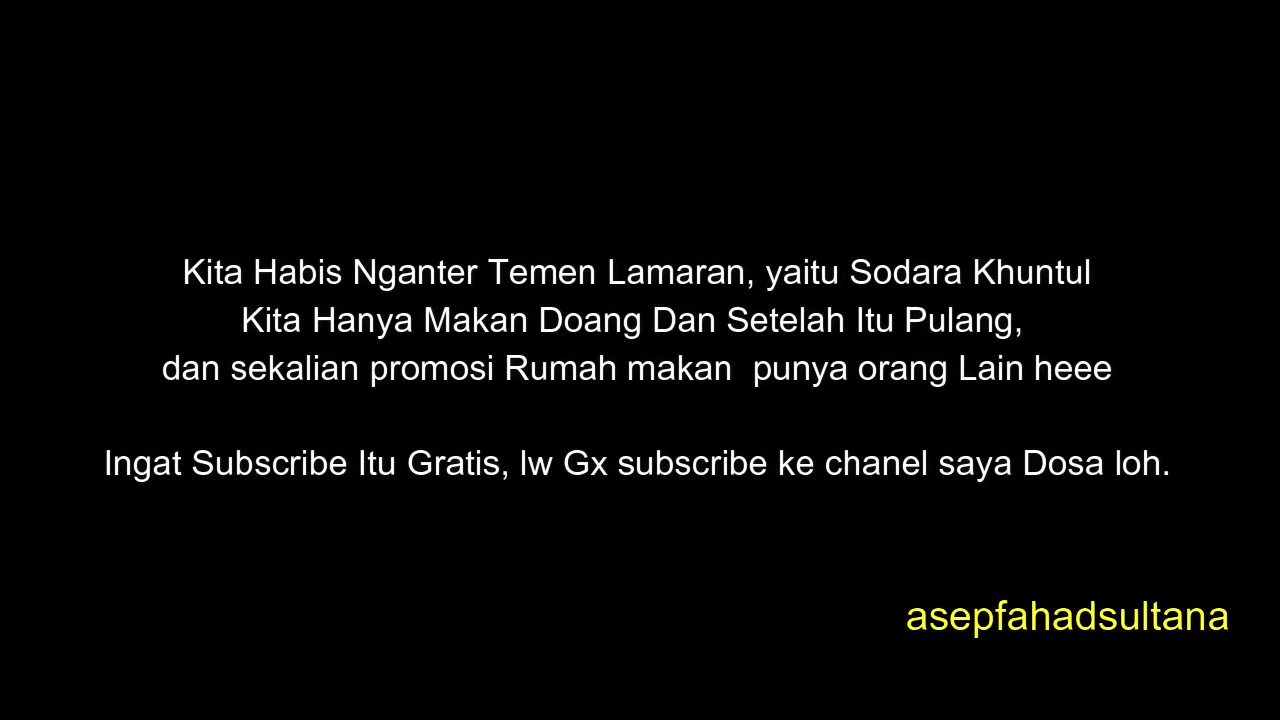 Kita Habis Nganter Temen Lamaran, yaitu Sodara Khuntul
Kita Hanya Makan Doang Dan Setelah Itu Pulang,
dan sekalian promosi Rumah makan  punya orang Lain heee
Ingat Subscribe Itu Gratis, lw Gx subscribe ke chanel saya Dosa loh.
asepfahadsultana